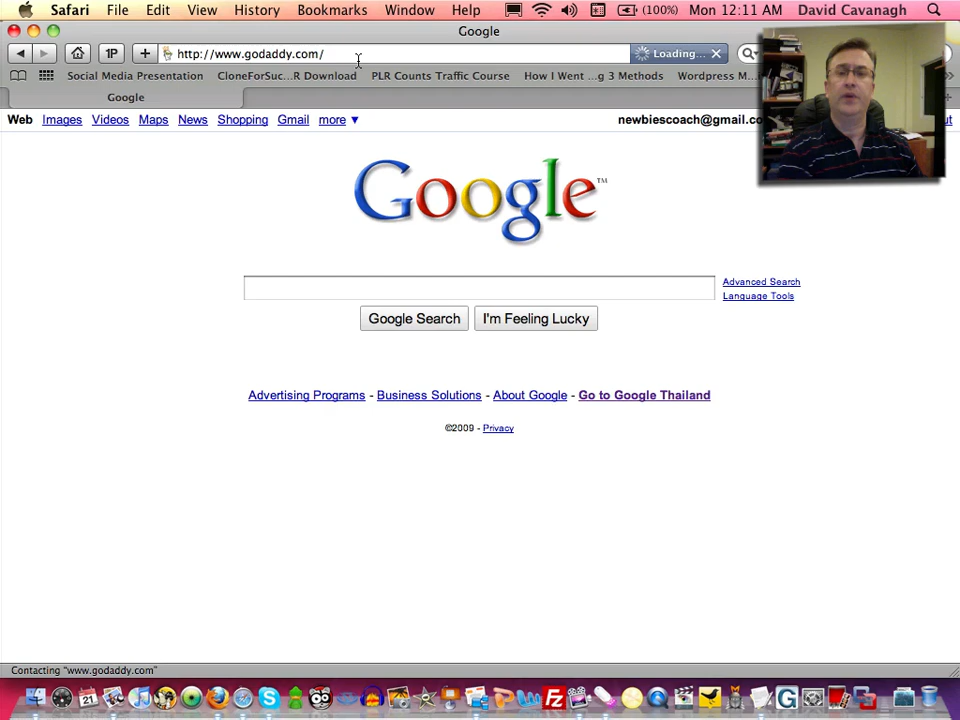 Safari File Edit View History Bookmarks Window Help (100%) Mon 12:11 AM David Cavanagh
Google
1P + http://www.godaddy.com/ Loading...
Social Media Presentation CloneForSuc...R Download PLR Counts Traffic Course How I Went ...g 3 Methods Wordpress M...
Google
Web Images Videos Maps News Shopping Gmail more ▼ newbiescoach@gmail.co
Google™
Advanced Search
Language Tools
Google Search I'm Feeling Lucky
Advertising Programs - Business Solutions - About Google - Go to Google Thailand
©2009 - Privacy
Contacting "www.godaddy.com"
21